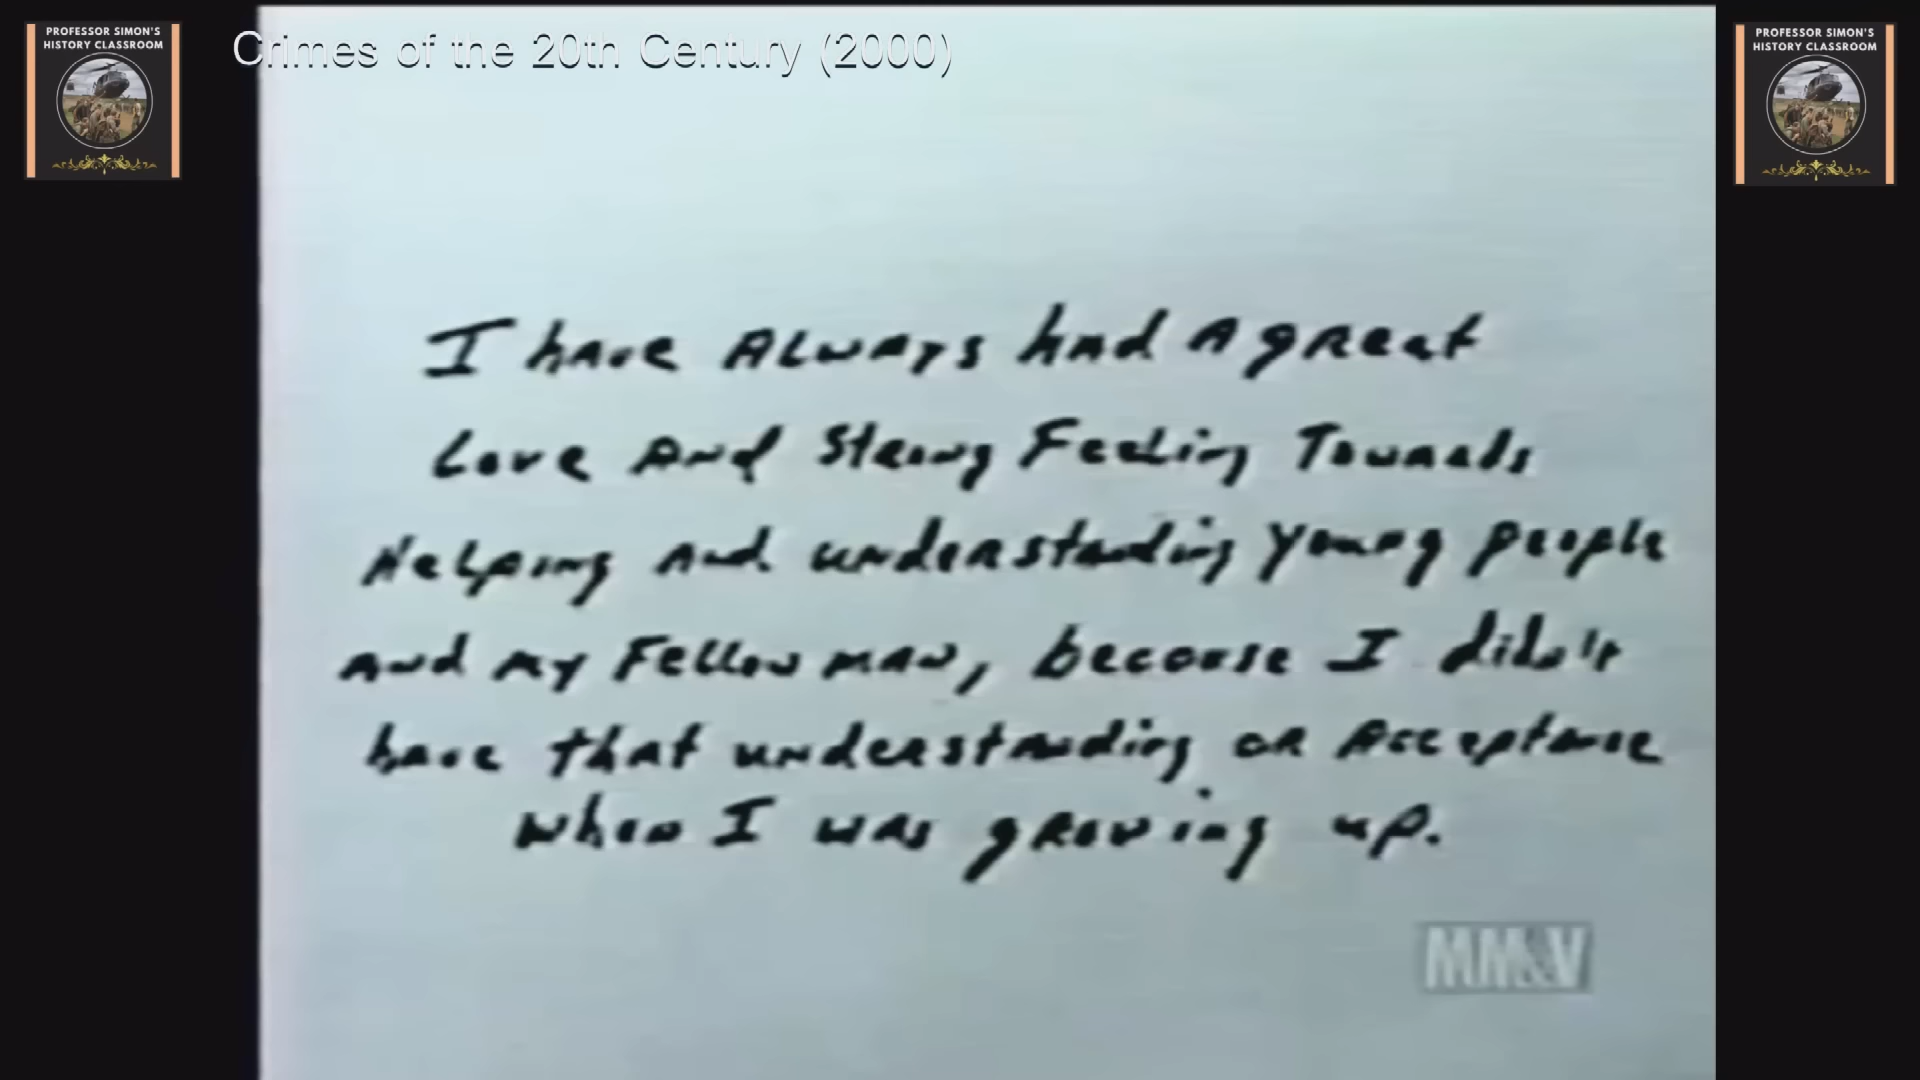 PROFESSOR SIMON'S
HISTORY CLASSROOM
Crimes of the 20th Century (2000)
PROFESSOR SIMON'S
HISTORY CLASSROOM
I have Always had A great
Love And Strong Feeling Towards
Helping And understanding young people
And my Fellow man, because I didn't
have that understanding or Acceptance
when I was growing up.
MM&V